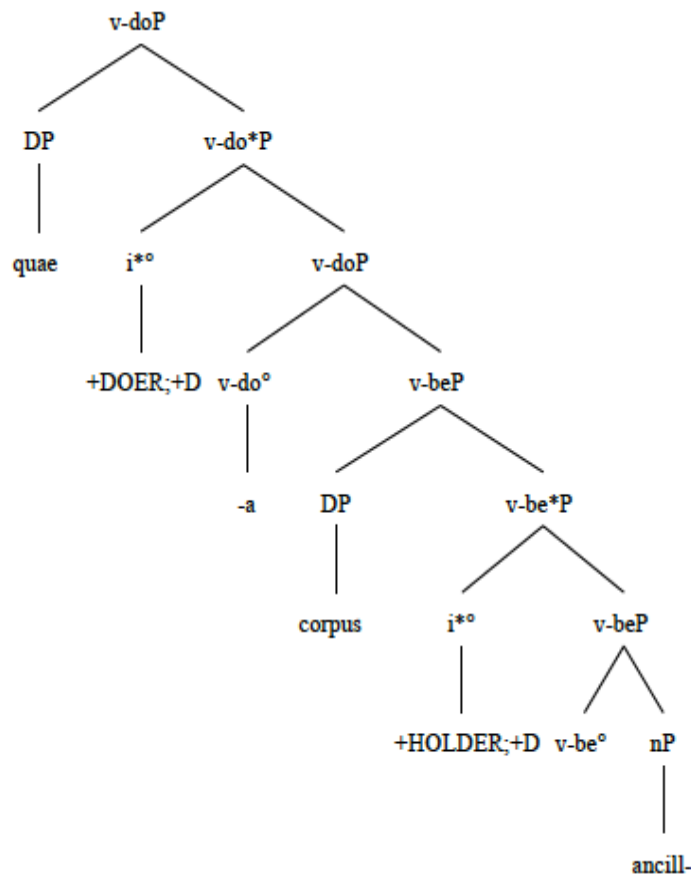 v-doP
DP v-do*P
quae i*° v-doP
+DOER;+D v-do° v-beP
-a DP v-be*P
corpus i*° v-beP
+HOLDER;+D v-be° nP
ancill-